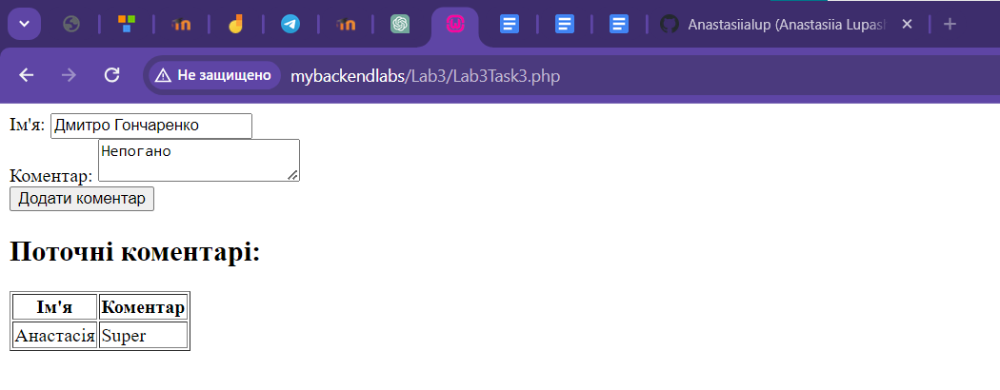 Anastasiialup (Anastasiia Lupas
Не защищено mybackendlabs/Lab3/Lab3Task3.php
Ім'я: Дмитро Гончаренко
Коментар: Непогано
Додати коментар
Поточні коментарі:
Ім'я Коментар
Анастасія Super